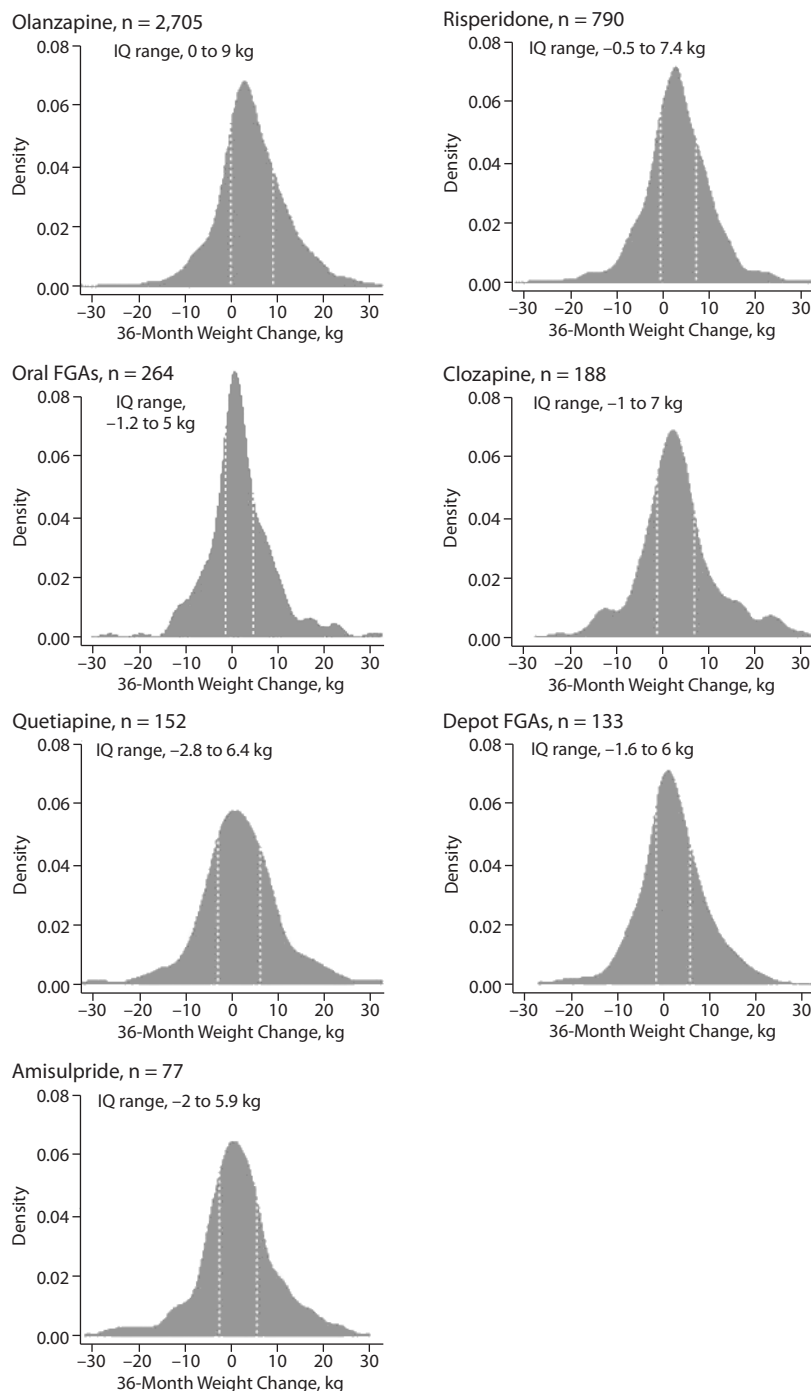 Olanzapine, n = 2,705
IQ range, 0 to 9 kg
0.08
0.06
0.04
0.02
0.00
Density
–30 –20 –10 0 10 20 30
36-Month Weight Change, kg
Risperidone, n = 790
IQ range, –0.5 to 7.4 kg
0.08
0.06
0.04
0.02
0.00
Density
–30 –20 –10 0 10 20 30
36-Month Weight Change, kg
Oral FGAs, n = 264
IQ range,
–1.2 to 5 kg
0.08
0.06
0.04
0.02
0.00
Density
–30 –20 –10 0 10 20 30
36-Month Weight Change, kg
Clozapine, n = 188
IQ range, –1 to 7 kg
0.08
0.06
0.04
0.02
0.00
Density
–30 –20 –10 0 10 20 30
36-Month Weight Change, kg
Quetiapine, n = 152
IQ range, –2.8 to 6.4 kg
0.08
0.06
0.04
0.02
0.00
Density
–30 –20 –10 0 10 20 30
36-Month Weight Change, kg
Depot FGAs, n = 133
IQ range, –1.6 to 6 kg
0.08
0.06
0.04
0.02
0.00
Density
–30 –20 –10 0 10 20 30
36-Month Weight Change, kg
Amisulpride, n = 77
IQ range, –2 to 5.9 kg
0.08
0.06
0.04
0.02
0.00
Density
–30 –20 –10 0 10 20 30
36-Month Weight Change, kg